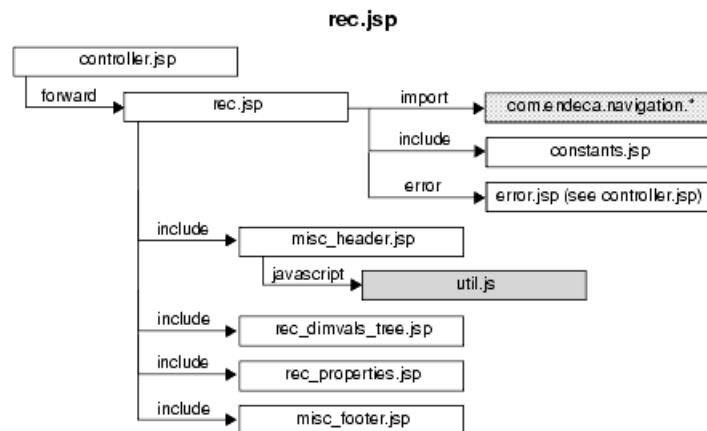 rec.jsp
controller.jsp
forward
rec.jsp
import
com.endeca.navigation.*
include
constants.jsp
error
error.jsp (see controller.jsp)
include
misc_header.jsp
javascript
util.js
include
rec_dimvals_tree.jsp
include
rec_properties.jsp
include
misc_footer.jsp